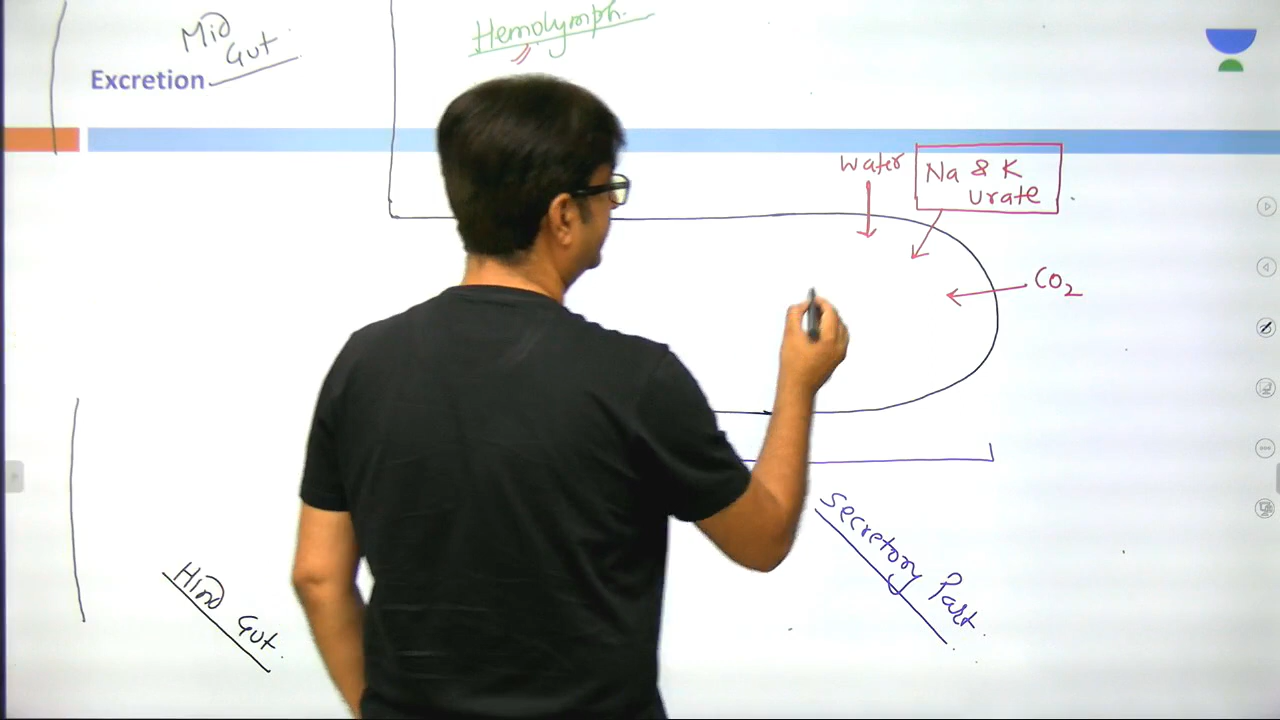 Mid
Gut
Hemolymph.
Excretion
Water
Na & K
urate
CO2
Secretory Part.
Hind Gut.